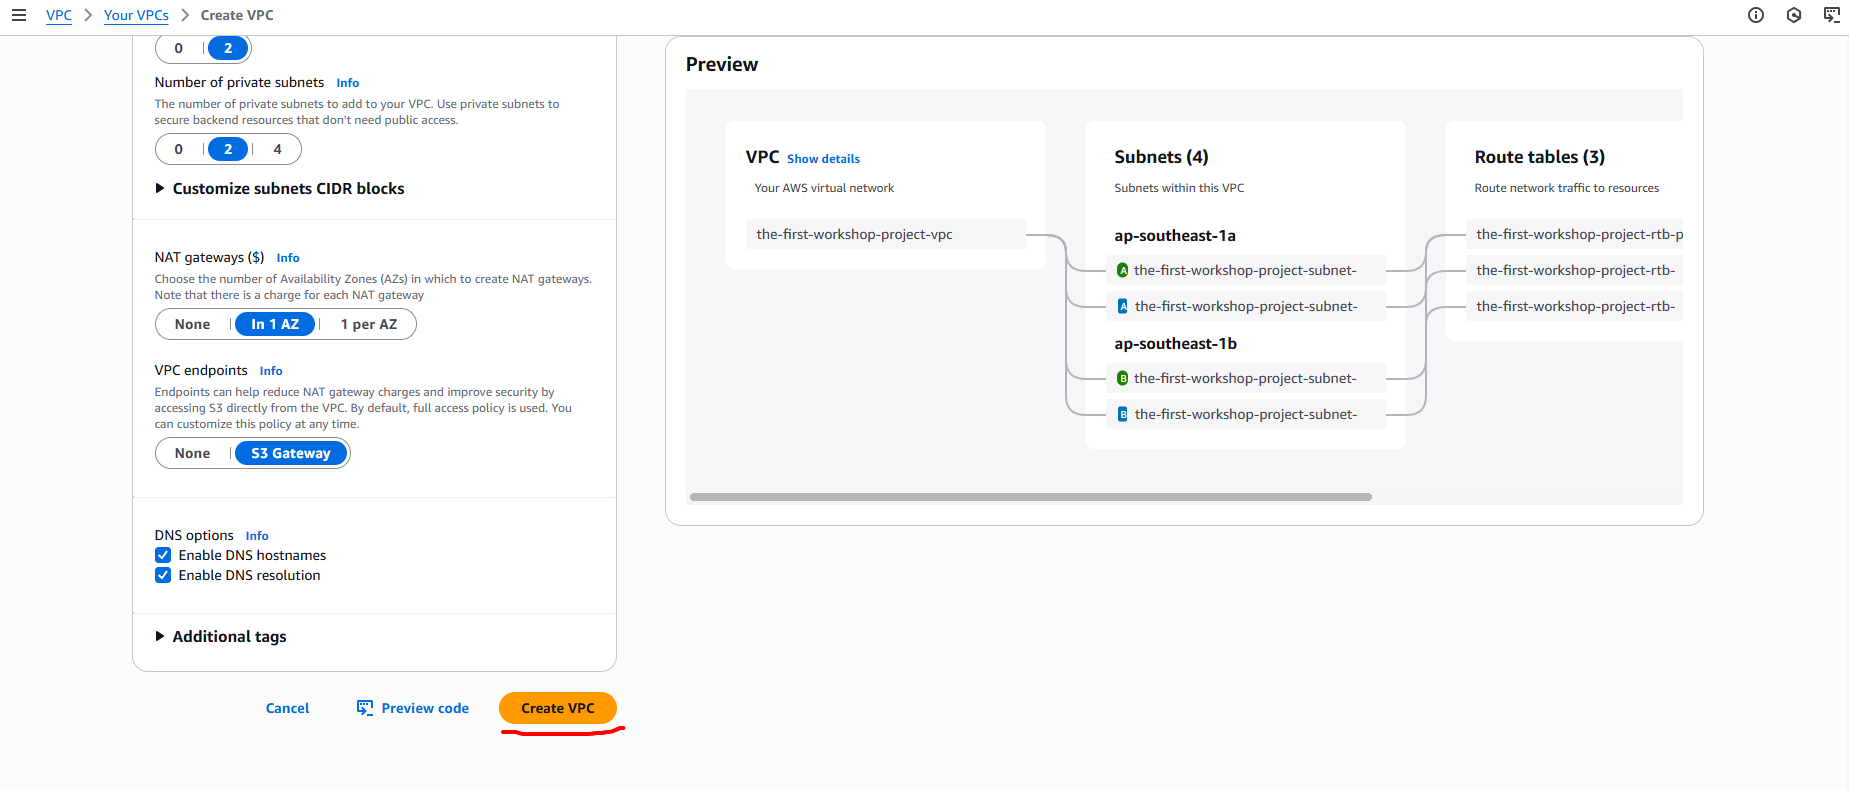 VPC > Your VPCs > Create VPC
0 | 2
Number of private subnets Info
The number of private subnets to add to your VPC. Use private subnets to
secure backend resources that don't need public access.
0 | 2 | 4
Customize subnets CIDR blocks
NAT gateways ($) Info
Choose the number of Availability Zones (AZs) in which to create NAT gateways.
Note that there is a charge for each NAT gateway
None | In 1 AZ | 1 per AZ
VPC endpoints Info
Endpoints can help reduce NAT gateway charges and improve security by
accessing S3 directly from the VPC. By default, full access policy is used. You
can customize this policy at any time.
None | S3 Gateway
DNS options Info
Enable DNS hostnames
Enable DNS resolution
Additional tags
Cancel Preview code Create VPC
Preview
VPC Show details
Your AWS virtual network
the-first-workshop-project-vpc
Subnets (4)
Subnets within this VPC
ap-southeast-1a
A the-first-workshop-project-subnet-
A the-first-workshop-project-subnet-
ap-southeast-1b
B the-first-workshop-project-subnet-
B the-first-workshop-project-subnet-
Route tables (3)
Route network traffic to resources
the-first-workshop-project-rtb-p
the-first-workshop-project-rtb-
the-first-workshop-project-rtb-